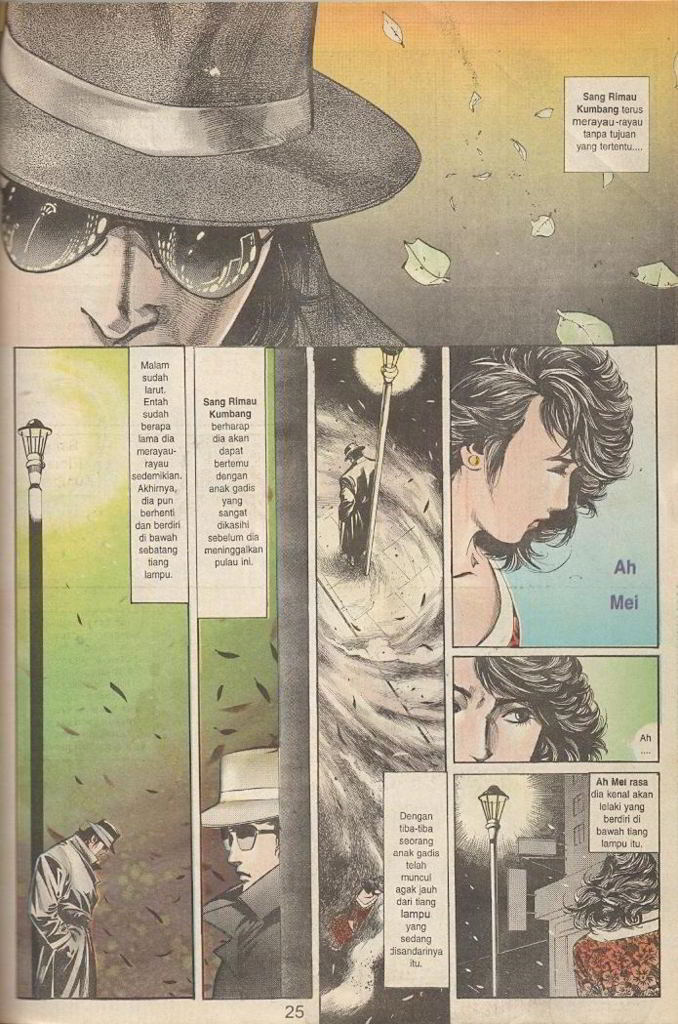 Sang Rimau
Kumbang terus
merayau-rayau
tanpa tujuan
yang tertentu....
Malam
sudah
larut.
Entah
sudah
berapa
lama dia
merayau-
rayau
sedemikian.
Akhirnya,
dia pun
berhenti
dan berdiri
di bawah
sebatang
tiang
lampu.
Sang Rimau
Kumbang
berharap
dia akan
dapat
bertemu
dengan
anak gadis
yang
sangat
dikasihi
sebelum dia
meninggalkan
pulau ini.
Dengan
tiba-tiba
seorang
anak gadis
telah
muncul
agak jauh
dari tiang
lampu
yang
sedang
disandarinya
itu.
Ah
Mei
Ah
....
Ah Mei rasa
dia kenal akan
lelaki yang
berdiri di
bawah tiang
lampu itu.
25